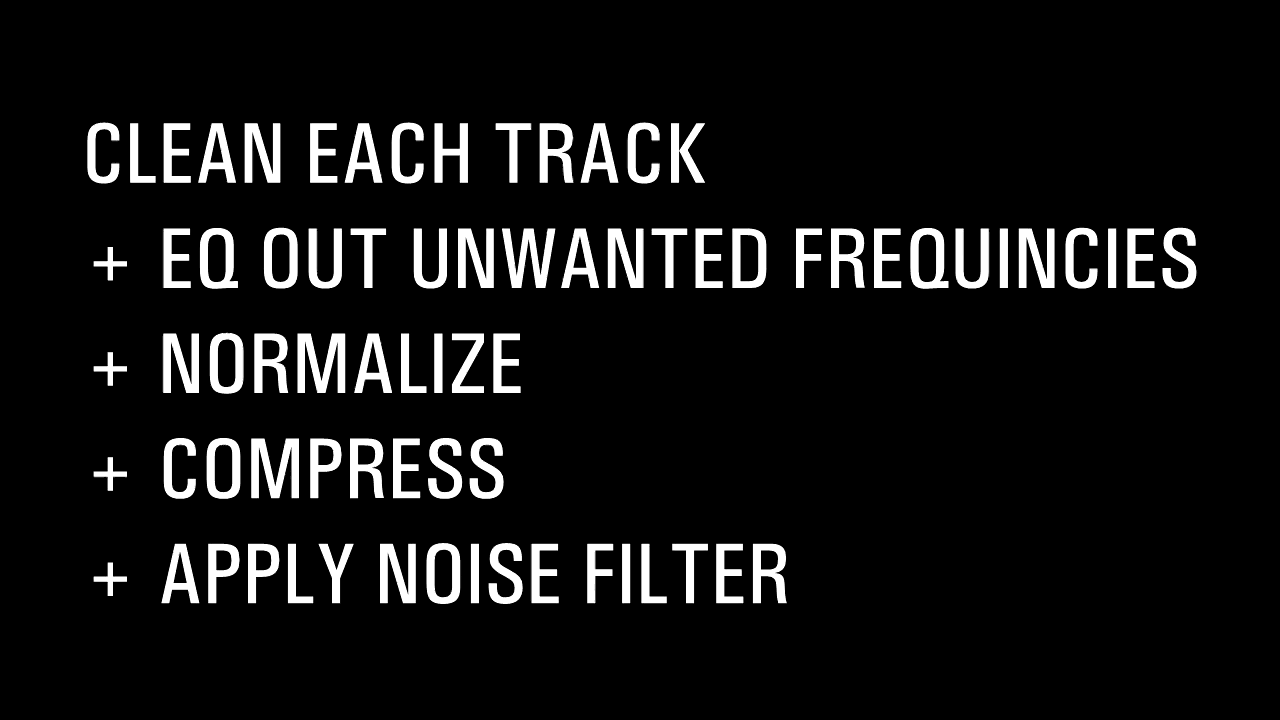 CLEAN EACH TRACK
+ EQ OUT UNWANTED FREQUINCIES
+ NORMALIZE
+ COMPRESS
+ APPLY NOISE FILTER